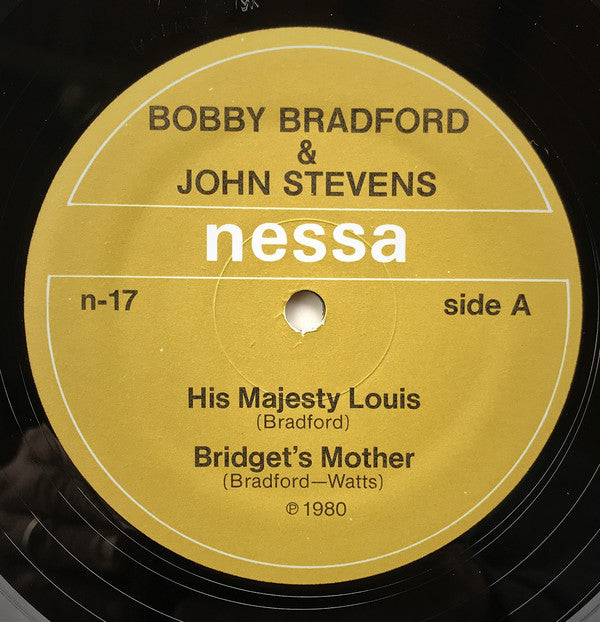 BOBBY BRADFORD
&
JOHN STEVENS
nessa
n-17
side A
His Majesty Louis
(Bradford)
Bridget's Mother
(Bradford—Watts)
℗ 1980